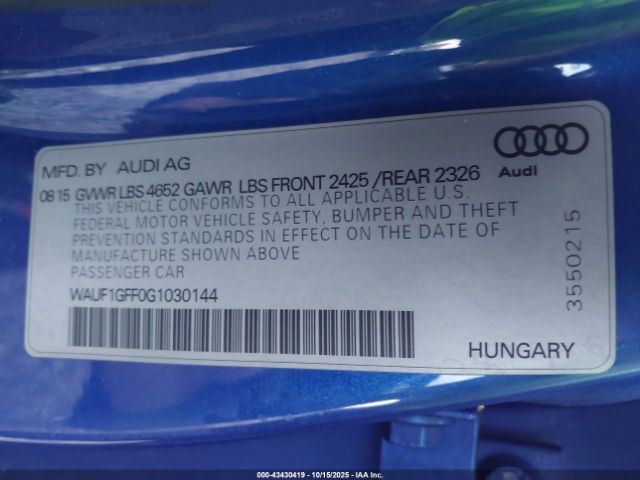 MFD. BY AUDI AG
08 15 GVWR LBS 4652 GAWR LBS FRONT 2425 /REAR 2326
THIS VEHICLE CONFORMS TO ALL APPLICABLE U.S.
FEDERAL MOTOR VEHICLE SAFETY, BUMPER AND THEFT
PREVENTION STANDARDS IN EFFECT ON THE DATE OF
MANUFACTURE SHOWN ABOVE
PASSENGER CAR
WAUF1GFF0G1030144
Audi
3550215
HUNGARY
000-43430419 - 10/15/2025 - © IAA Inc.